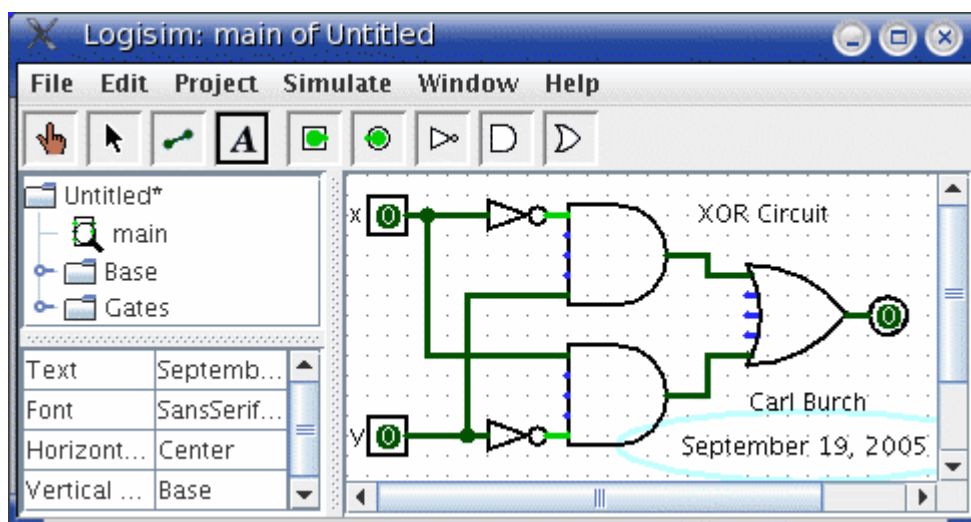 Logisim: main of Untitled
File Edit Project Simulate Window Help
A
Untitled*
main
Base
Gates
Text Septemb...
Font SansSerif...
Horizont... Center
Vertical ... Base
x 0
XOR Circuit
0
y 0
Carl Burch
September 19, 2005